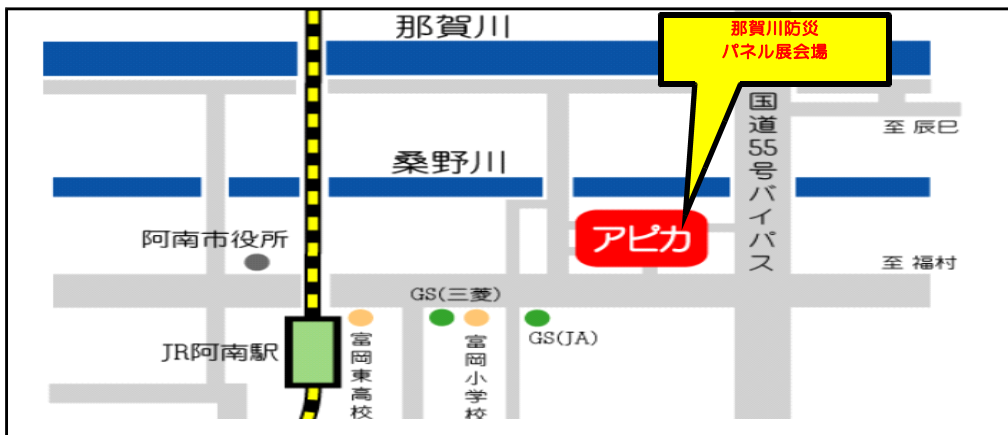 那賀川
那賀川防災
パネル展会場
国道55号バイパス
至 辰巳
桑野川
阿南市役所
アピカ
至 福村
GS(三菱)
GS(JA)
JR阿南駅
富岡東高校
富岡小学校